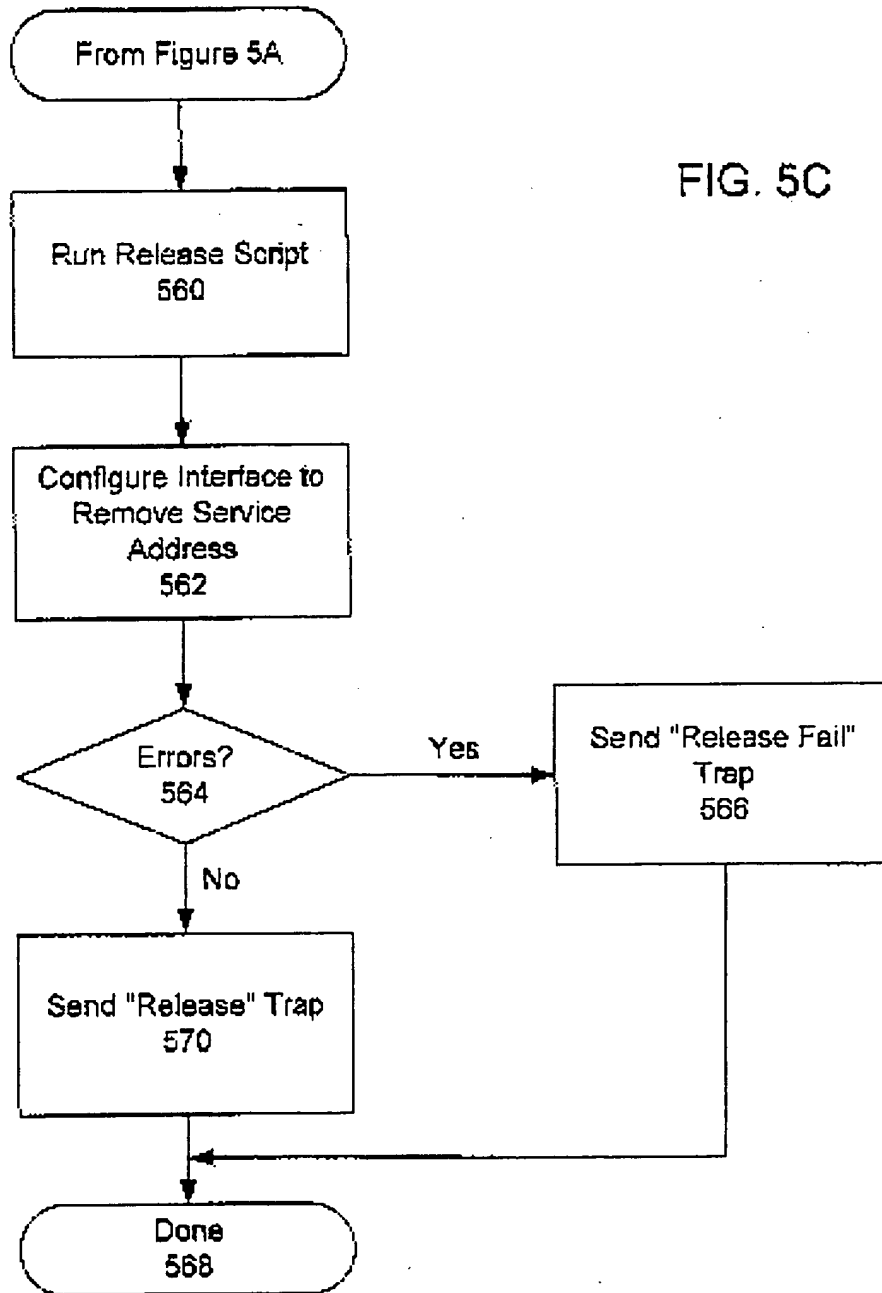 From Figure 5A
FIG. 5C
Run Release Script
560
Configure Interface to
Remove Service
Address
562
Errors?
564
Yes
Send "Release Fail"
Trap
566
No
Send "Release" Trap
570
Done
568